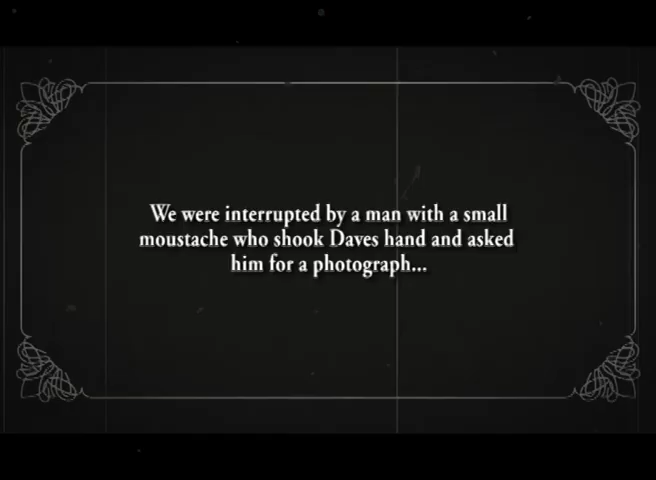 We were interrupted by a man with a small
moustache who shook Daves hand and asked
him for a photograph...